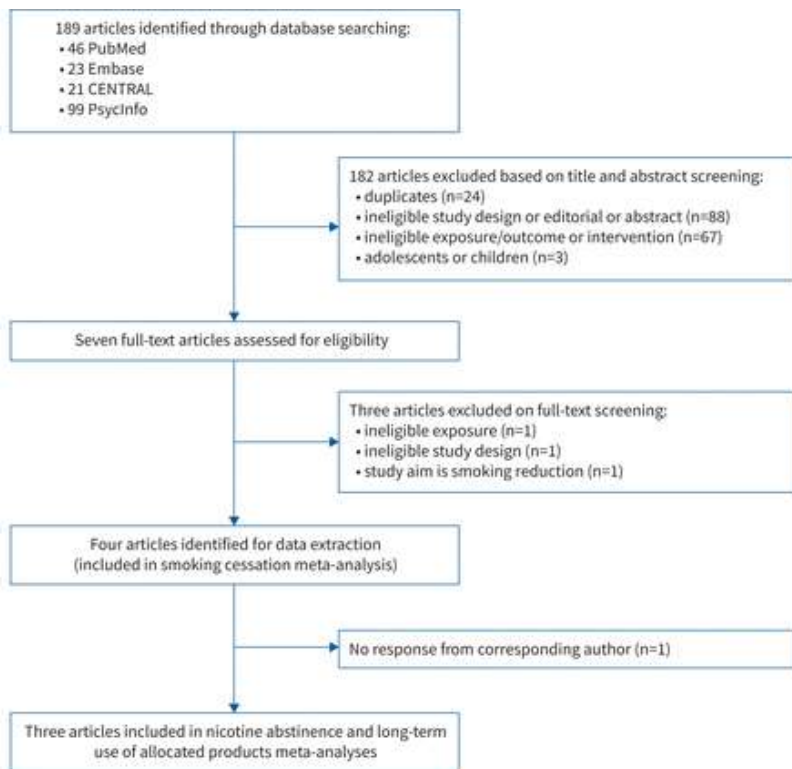 189 articles identified through database searching:
• 46 PubMed
• 23 Embase
• 21 CENTRAL
• 99 PsycInfo
182 articles excluded based on title and abstract screening:
• duplicates (n=24)
• ineligible study design or editorial or abstract (n=88)
• ineligible exposure/outcome or intervention (n=67)
• adolescents or children (n=3)
Seven full-text articles assessed for eligibility
Three articles excluded on full-text screening:
• ineligible exposure (n=1)
• ineligible study design (n=1)
• study aim is smoking reduction (n=1)
Four articles identified for data extraction
(included in smoking cessation meta-analysis)
No response from corresponding author (n=1)
Three articles included in nicotine abstinence and long-term
use of allocated products meta-analyses